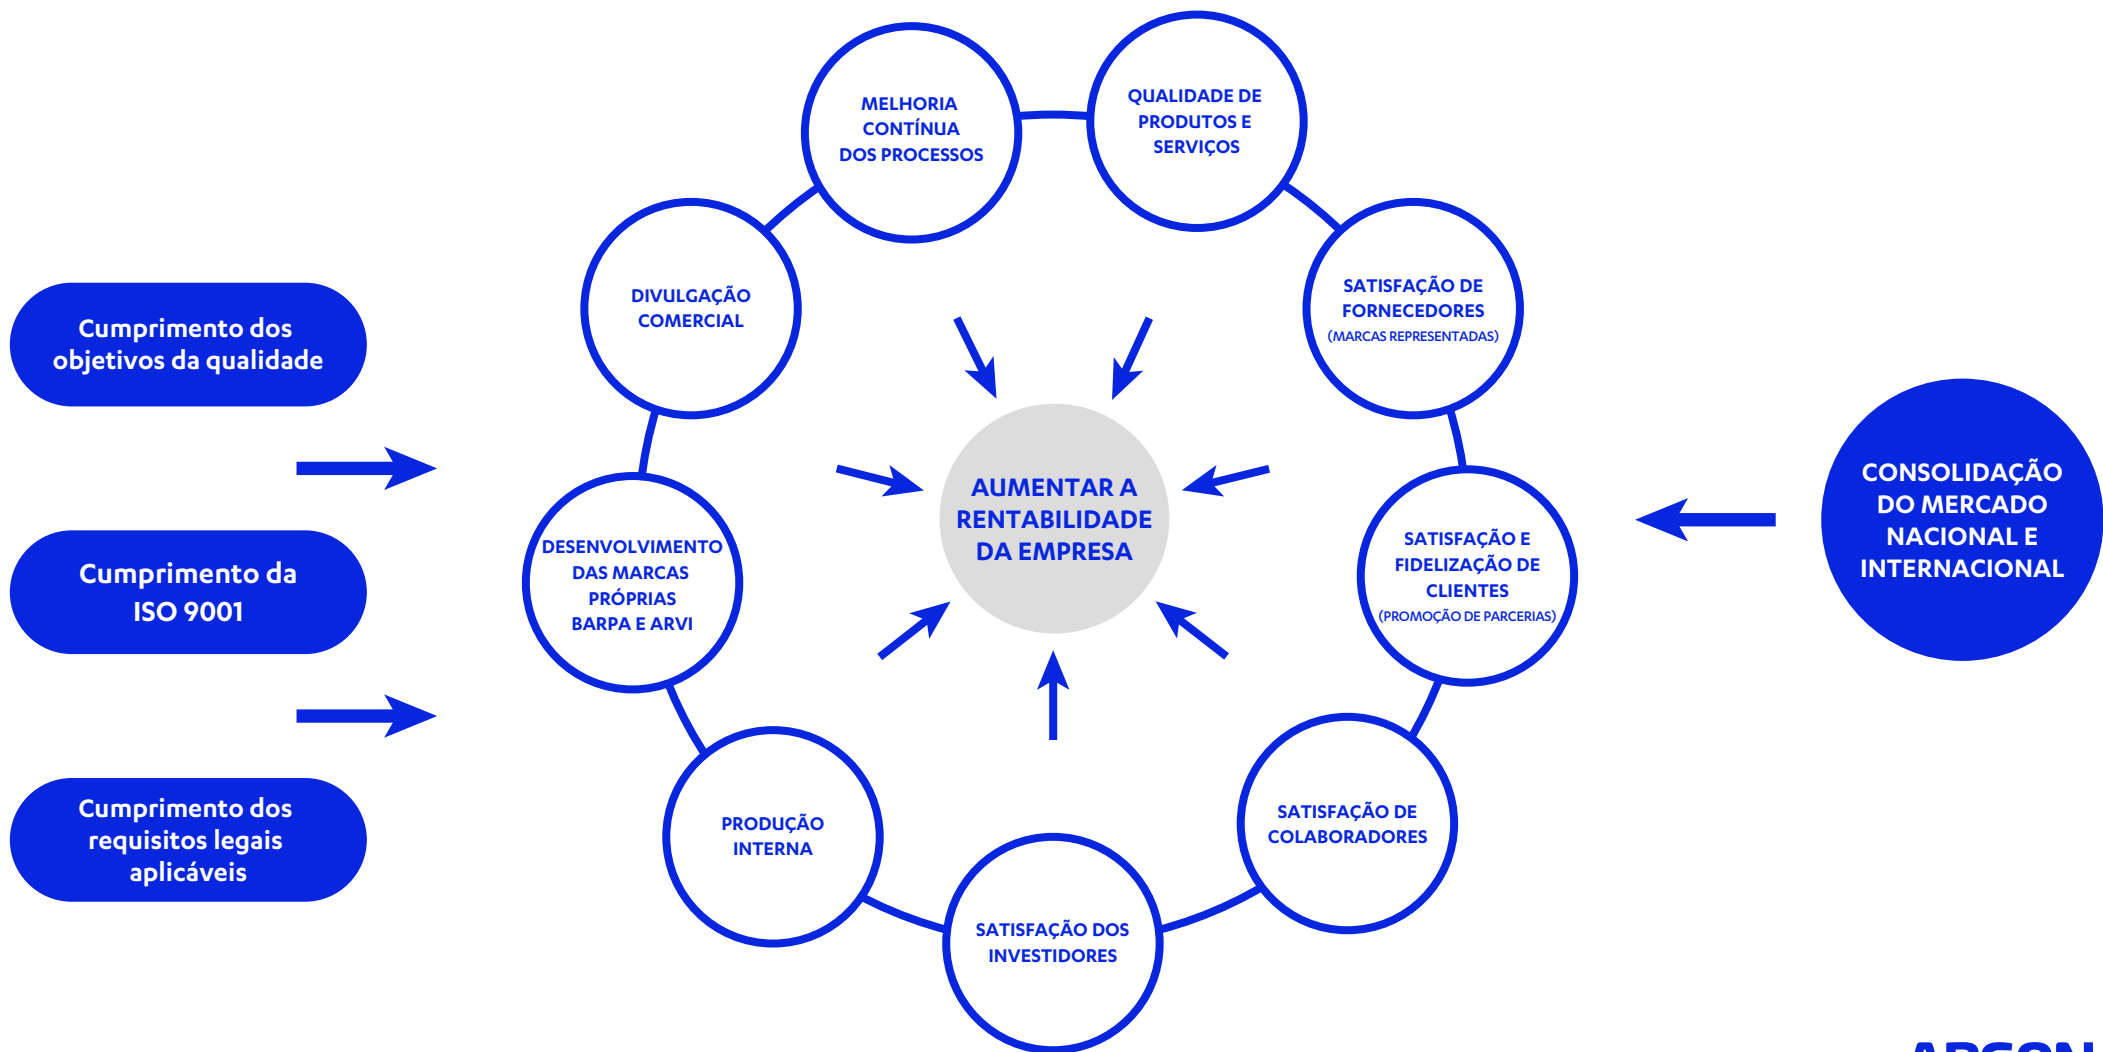 Cumprimento dos
objetivos da qualidade
Cumprimento da
ISO 9001
Cumprimento dos
requisitos legais
aplicáveis
MELHORIA
CONTÍNUA
DOS PROCESSOS
QUALIDADE DE
PRODUTOS E
SERVIÇOS
SATISFAÇÃO DE
FORNECEDORES
(MARCAS REPRESENTADAS)
SATISFAÇÃO E
FIDELIZAÇÃO DE
CLIENTES
(PROMOÇÃO DE PARCERIAS)
SATISFAÇÃO DE
COLABORADORES
SATISFAÇÃO DOS
INVESTIDORES
PRODUÇÃO
INTERNA
DESENVOLVIMENTO
DAS MARCAS
PRÓPRIAS
BARPA E ARVI
DIVULGAÇÃO
COMERCIAL
AUMENTAR A
RENTABILIDADE
DA EMPRESA
CONSOLIDAÇÃO
DO MERCADO
NACIONAL E
INTERNACIONAL